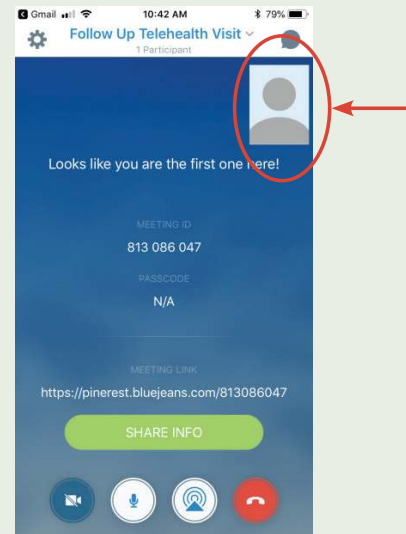 Gmail 10:42 AM 79%
Follow Up Telehealth Visit
1 Participant
Looks like you are the first one here!
MEETING ID
813 086 047
PASSCODE
N/A
MEETING LINK
https://pinerest.bluejeans.com/813086047
SHARE INFO